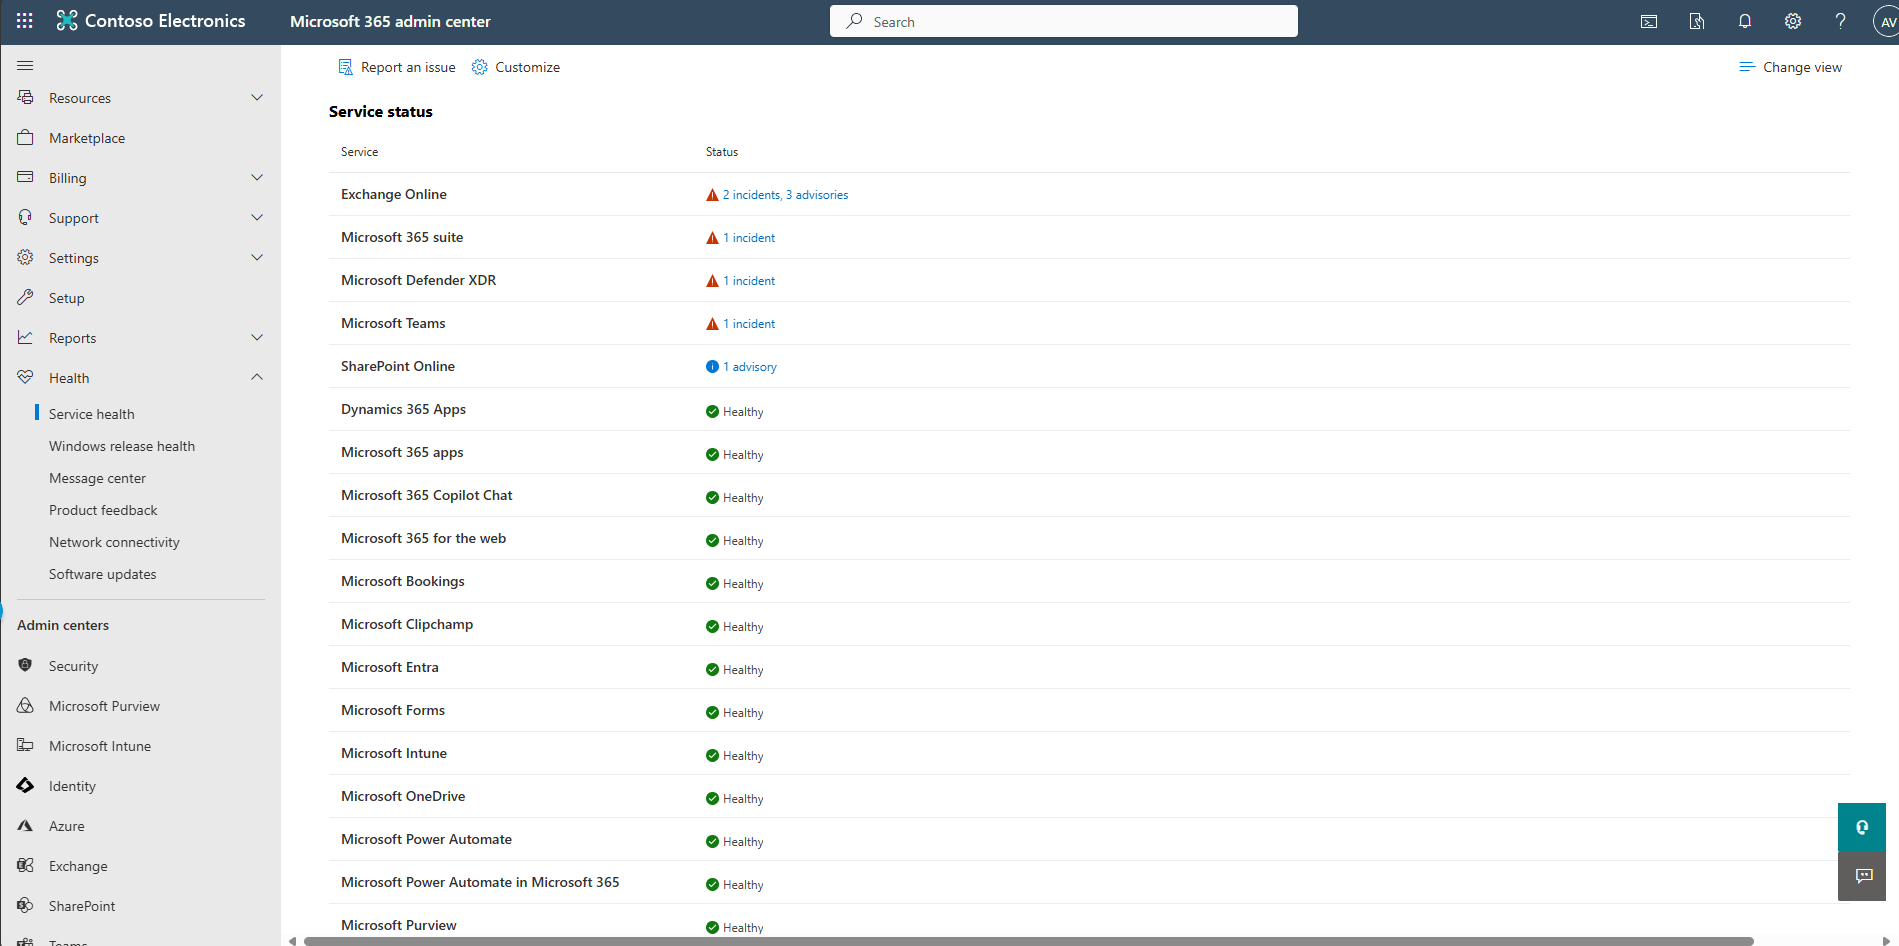 Contoso Electronics
Microsoft 365 admin center
Search
AV
Report an issue
Customize
Change view
Resources
Marketplace
Billing
Support
Settings
Setup
Reports
Health
Service health
Windows release health
Message center
Product feedback
Network connectivity
Software updates
Admin centers
Security
Microsoft Purview
Microsoft Intune
Identity
Azure
Exchange
SharePoint
Teams
Service status
Service Status
Exchange Online 2 incidents, 3 advisories
Microsoft 365 suite 1 incident
Microsoft Defender XDR 1 incident
Microsoft Teams 1 incident
SharePoint Online 1 advisory
Dynamics 365 Apps Healthy
Microsoft 365 apps Healthy
Microsoft 365 Copilot Chat Healthy
Microsoft 365 for the web Healthy
Microsoft Bookings Healthy
Microsoft Clipchamp Healthy
Microsoft Entra Healthy
Microsoft Forms Healthy
Microsoft Intune Healthy
Microsoft OneDrive Healthy
Microsoft Power Automate Healthy
Microsoft Power Automate in Microsoft 365 Healthy
Microsoft Purview Healthy